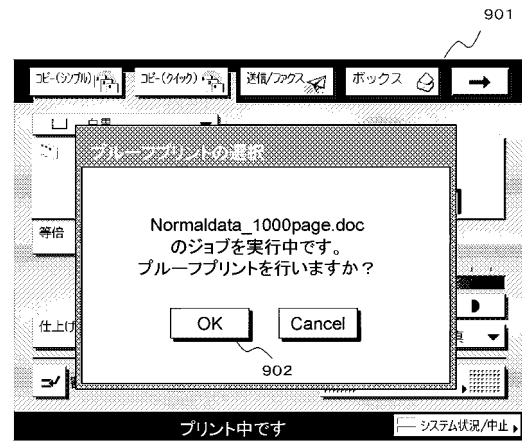 901
コピー(シンプル)
コピー(クイック)
送信/ファクス
ボックス
白黒
プルーフプリントの選択
等倍
Normaldata_1000page.doc
のジョブを実行中です。
プルーフプリントを行いますか?
仕上げ
OK
Cancel
902
プリント中です
システム状況/中止